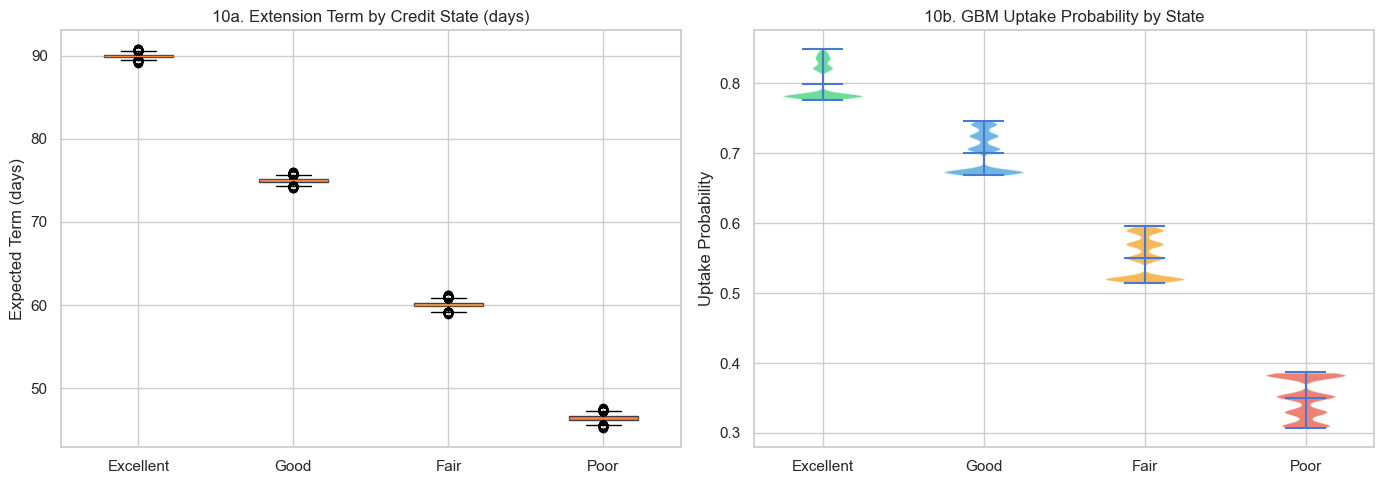 10a. Extension Term by Credit State (days)
Expected Term (days)
90
80
70
60
50
Excellent
Good
Fair
Poor
10b. GBM Uptake Probability by State
Uptake Probability
0.8
0.7
0.6
0.5
0.4
0.3
Excellent
Good
Fair
Poor